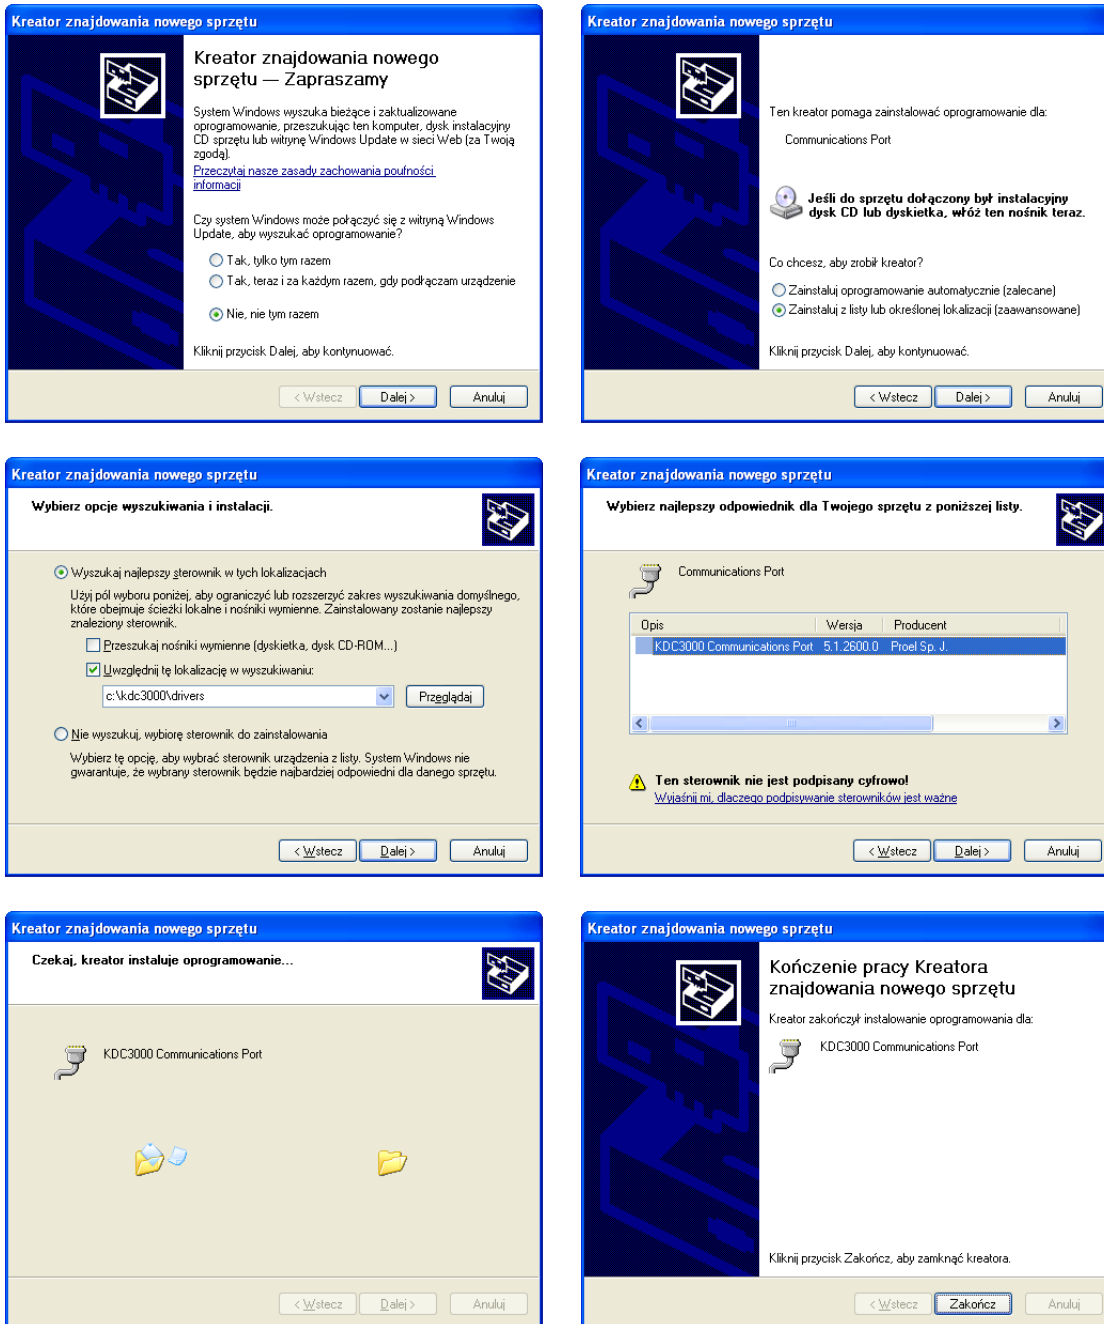 Kreator znajdowania nowego sprzętu
Kreator znajdowania nowego
sprzętu — Zapraszamy
System Windows wyszuka bieżące i zaktualizowane
oprogramowanie, przeszukując ten komputer, dysk instalacyjny
CD sprzętu lub witrynę Windows Update w sieci Web (za Twoją
zgodą).
Przeczytaj nasze zasady zachowania poufności
informacji
Czy system Windows może połączyć się z witryną Windows
Update, aby wyszukać oprogramowanie?
Tak, tylko tym razem
Tak, teraz i za każdym razem, gdy podłączam urządzenie
Nie, nie tym razem
Kliknij przycisk Dalej, aby kontynuować.
< Wstecz Dalej > Anuluj
Kreator znajdowania nowego sprzętu
Ten kreator pomaga zainstalować oprogramowanie dla:
Communications Port
Jeśli do sprzętu dołączony był instalacyjny
dysk CD lub dyskietka, włóż ten nośnik teraz.
Co chcesz, aby zrobił kreator?
Zainstaluj oprogramowanie automatycznie (zalecane)
Zainstaluj z listy lub określonej lokalizacji (zaawansowane)
Kliknij przycisk Dalej, aby kontynuować.
< Wstecz Dalej > Anuluj
Kreator znajdowania nowego sprzętu
Wybierz opcje wyszukiwania i instalacji.
Wyszukaj najlepszy sterownik w tych lokalizacjach
Użyj pól wyboru poniżej, aby ograniczyć lub rozszerzyć zakres wyszukiwania domyślnego,
które obejmuje ścieżki lokalne i nośniki wymienne. Zainstalowany zostanie najlepszy
znaleziony sterownik.
Przeszukaj nośniki wymienne (dyskietka, dysk CD-ROM...)
Uwzględnij tę lokalizację w wyszukiwaniu:
c:\kdc3000\drivers Przeglądaj
Nie wyszukuj, wybiorę sterownik do zainstalowania
Wybierz tę opcję, aby wybrać sterownik urządzenia z listy. System Windows nie
gwarantuje, że wybrany sterownik będzie najbardziej odpowiedni dla danego sprzętu.
< Wstecz Dalej > Anuluj
Kreator znajdowania nowego sprzętu
Wybierz najlepszy odpowiednik dla Twojego sprzętu z poniższej listy.
Communications Port
Opis Wersja Producent
KDC3000 Communications Port 5.1.2600.0 Proel Sp. J.
Ten sterownik nie jest podpisany cyfrowo!
Wyjaśnij mi, dlaczego podpisywanie sterowników jest ważne
< Wstecz Dalej > Anuluj
Kreator znajdowania nowego sprzętu
Czekaj, kreator instaluje oprogramowanie...
KDC3000 Communications Port
< Wstecz Dalej > Anuluj
Kreator znajdowania nowego sprzętu
Kończenie pracy Kreatora
znajdowania nowego sprzętu
Kreator zakończył instalowanie oprogramowania dla:
KDC3000 Communications Port
Kliknij przycisk Zakończ, aby zamknąć kreatora.
< Wstecz Zakończ Anuluj